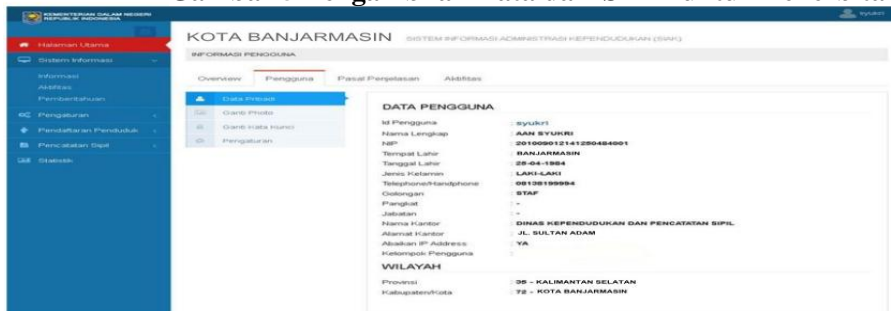 KEMENTERIAN DALAM NEGERI
REPUBLIK INDONESIA
syukri
Halaman Utama
Sistem Informasi
Informasi
Aktifitas
Pemberitahuan
Pengaturan
Pendaftaran Penduduk
Pencatatan Sipil
Statistik
KOTA BANJARMASIN SISTEM INFORMASI ADMINISTRASI KEPENDUDUKAN (SIAK)
INFORMASI PENGGUNA
Overview Pengguna Pasal Penjelasan Aktifitas
Data Pribadi
Ganti Photo
Ganti Kata Kunci
Pengaturan
DATA PENGGUNA
Id Pengguna : syukri
Nama Lengkap : AAN SYUKRI
NIP :
Tempat Lahir : BANJARMASIN
Tanggal Lahir : 25-04-1984
Jenis Kelamin : LAKI-LAKI
Telephone/Handphone : 08138199994
Golongan : STAF
Pangkat : -
Jabatan : -
Nama Kantor : DINAS KEPENDUDUKAN DAN PENCATATAN SIPIL
Alamat Kantor : JL. SULTAN ADAM
Abaikan IP Address : YA
Kelompok Pengguna :
WILAYAH
Provinsi : 35 - KALIMANTAN SELATAN
Kabupaten/Kota : 72 - KOTA BANJARMASIN